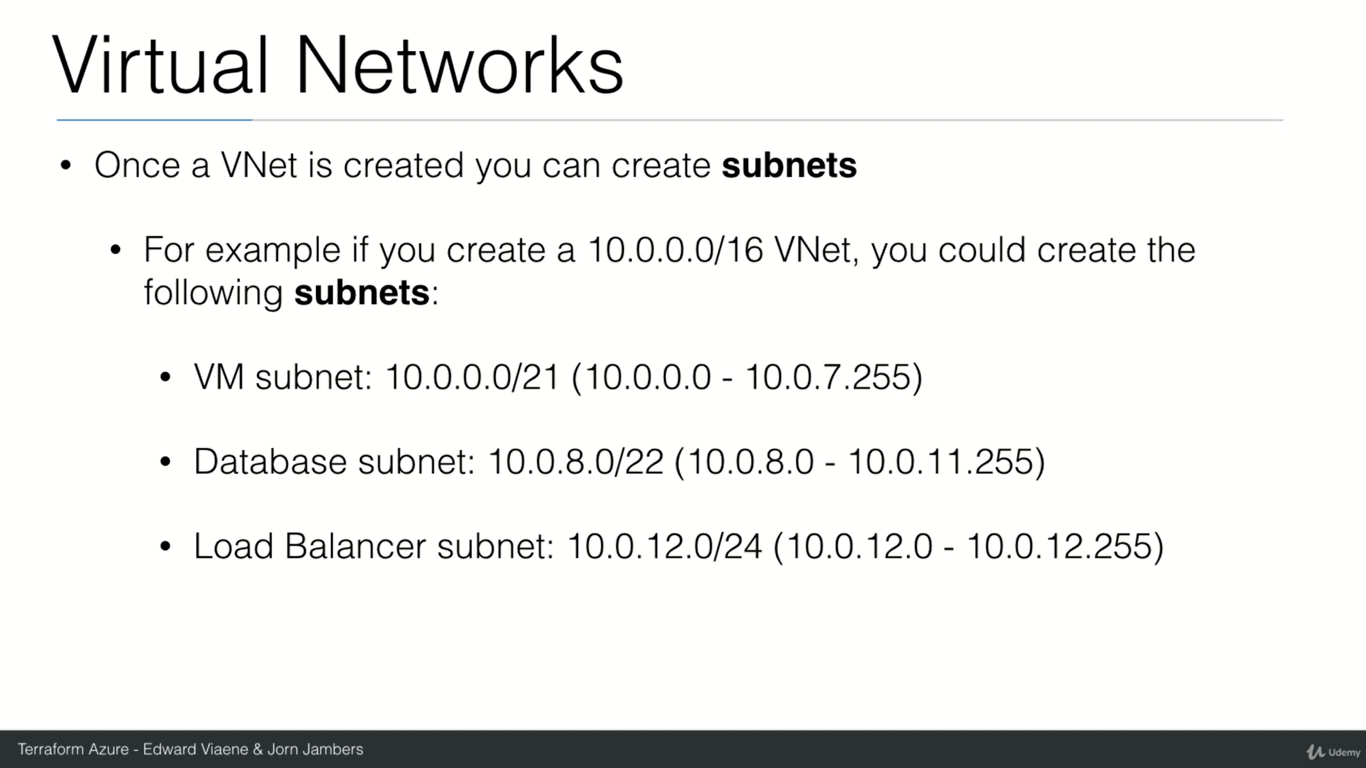 Virtual Networks
• Once a VNet is created you can create subnets
• For example if you create a 10.0.0.0/16 VNet, you could create the
following subnets:
• VM subnet: 10.0.0.0/21 (10.0.0.0 - 10.0.7.255)
• Database subnet: 10.0.8.0/22 (10.0.8.0 - 10.0.11.255)
• Load Balancer subnet: 10.0.12.0/24 (10.0.12.0 - 10.0.12.255)
Terraform Azure - Edward Viaene & Jorn Jambers
Udemy